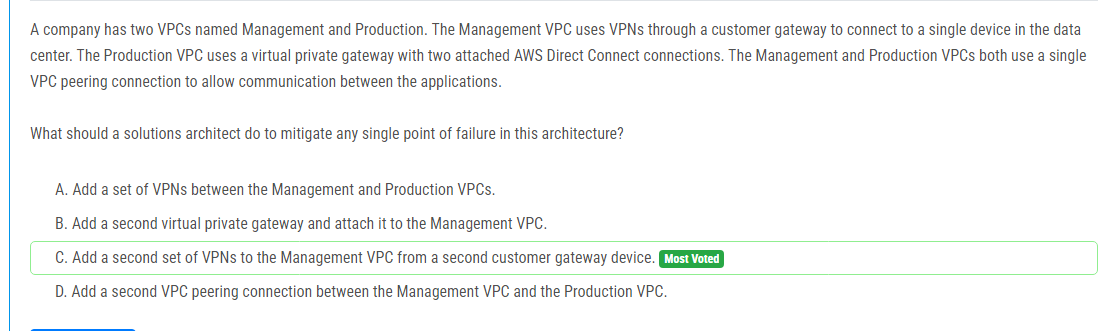 A company has two VPCs named Management and Production. The Management VPC uses VPNs through a customer gateway to connect to a single device in the data
center. The Production VPC uses a virtual private gateway with two attached AWS Direct Connect connections. The Management and Production VPCs both use a single
VPC peering connection to allow communication between the applications.
What should a solutions architect do to mitigate any single point of failure in this architecture?
A. Add a set of VPNs between the Management and Production VPCs.
B. Add a second virtual private gateway and attach it to the Management VPC.
C. Add a second set of VPNs to the Management VPC from a second customer gateway device. Most Voted
D. Add a second VPC peering connection between the Management VPC and the Production VPC.